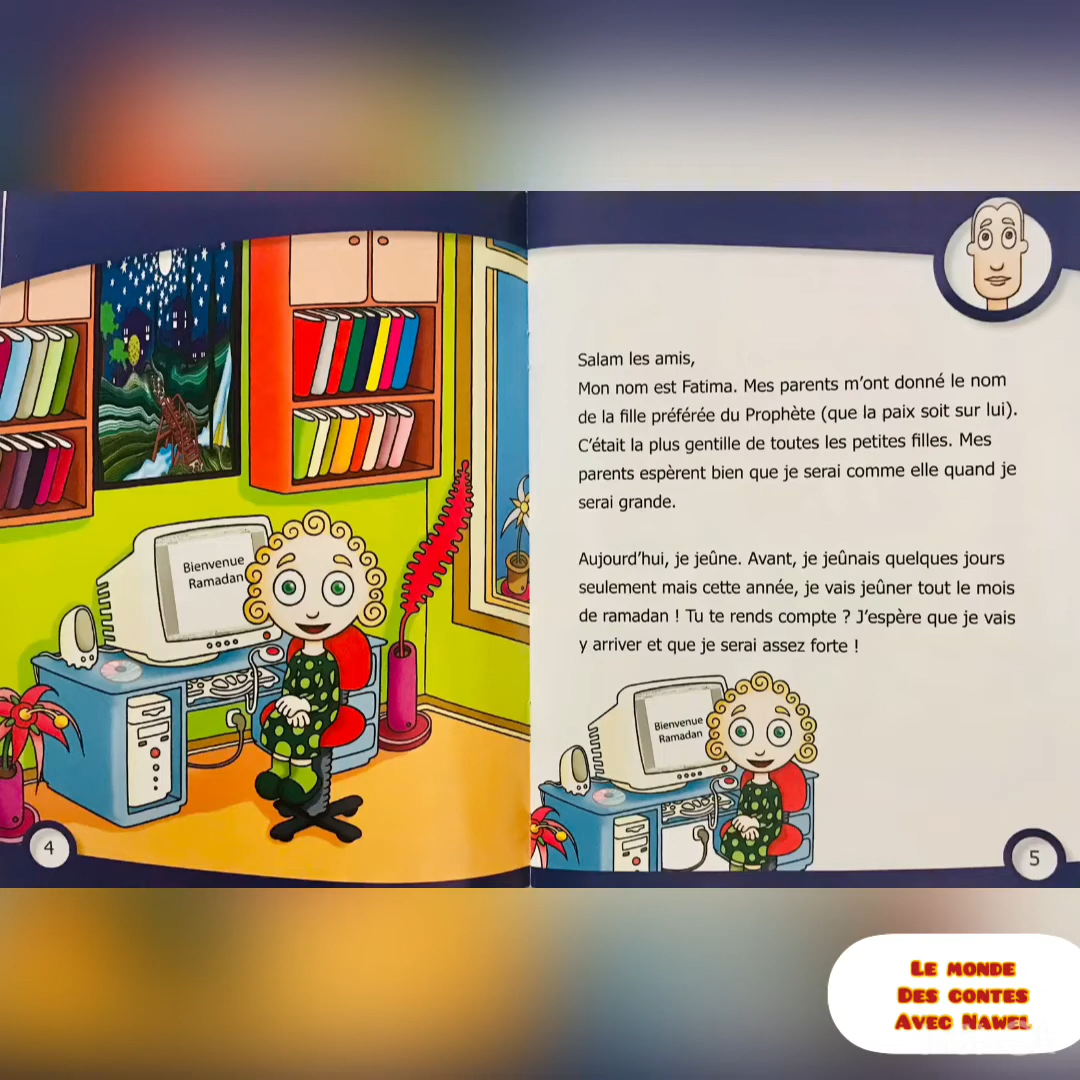 Bienvenue
Ramadan
4
Salam les amis,
Mon nom est Fatima. Mes parents m’ont donné le nom
de la fille préférée du Prophète (que la paix soit sur lui).
C’était la plus gentille de toutes les petites filles. Mes
parents espèrent bien que je serai comme elle quand je
serai grande.
Aujourd’hui, je jeûne. Avant, je jeûnais quelques jours
seulement mais cette année, je vais jeûner tout le mois
de ramadan ! Tu te rends compte ? J’espère que je vais
y arriver et que je serai assez forte !
Bienvenue
Ramadan
5
LE MONDE
DES CONTES
AVEC NAWEL